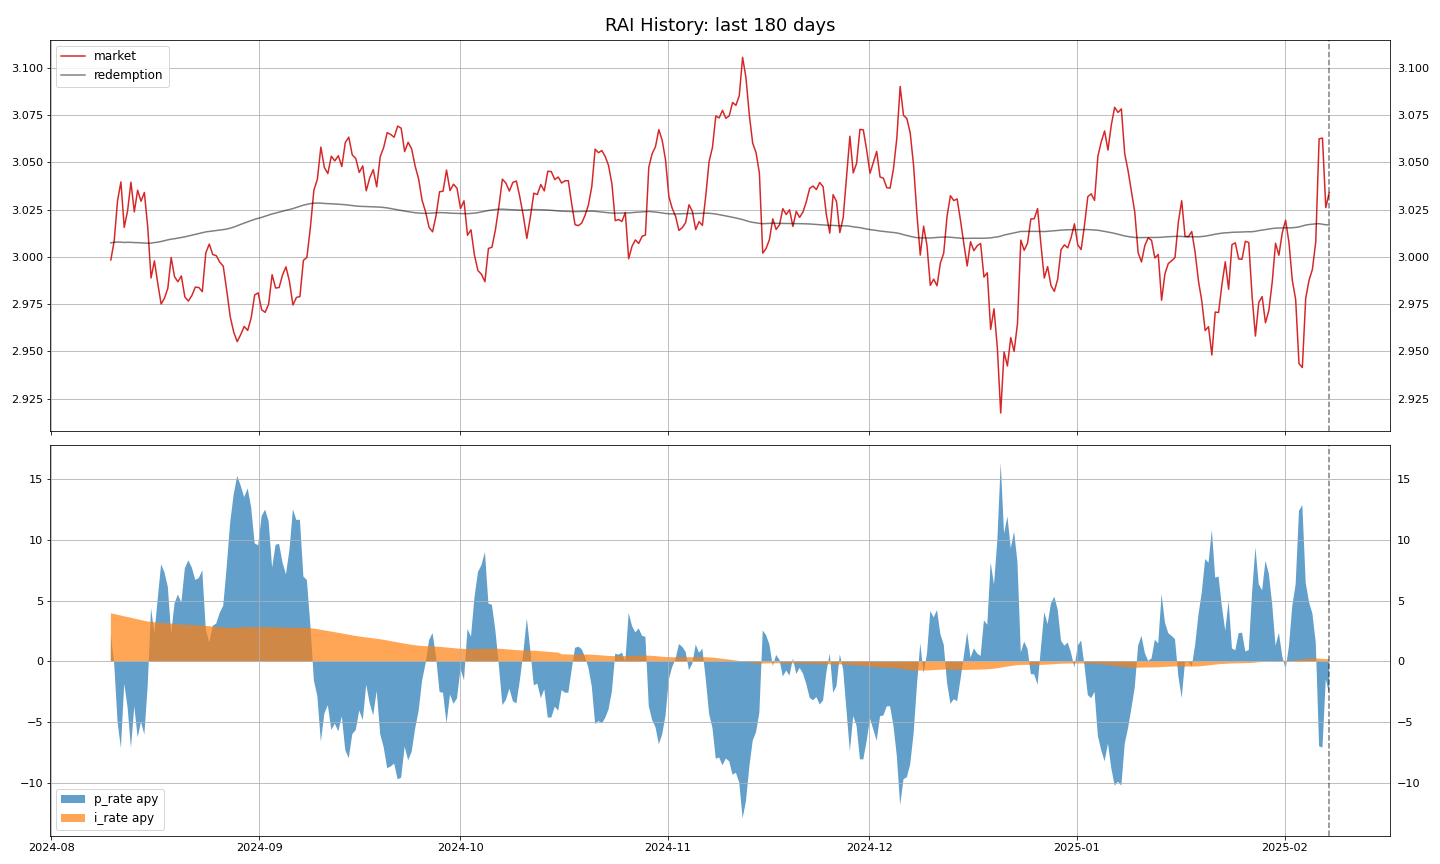 RAI History: last 180 days
market
redemption
3.100 3.100
3.075 3.075
3.050 3.050
3.025 3.025
3.000 3.000
2.975 2.975
2.950 2.950
2.925 2.925
15 15
10 10
5 5
0 0
−5 −5
−10 −10
p_rate apy
i_rate apy
2024-08 2024-09 2024-10 2024-11 2024-12 2025-01 2025-02